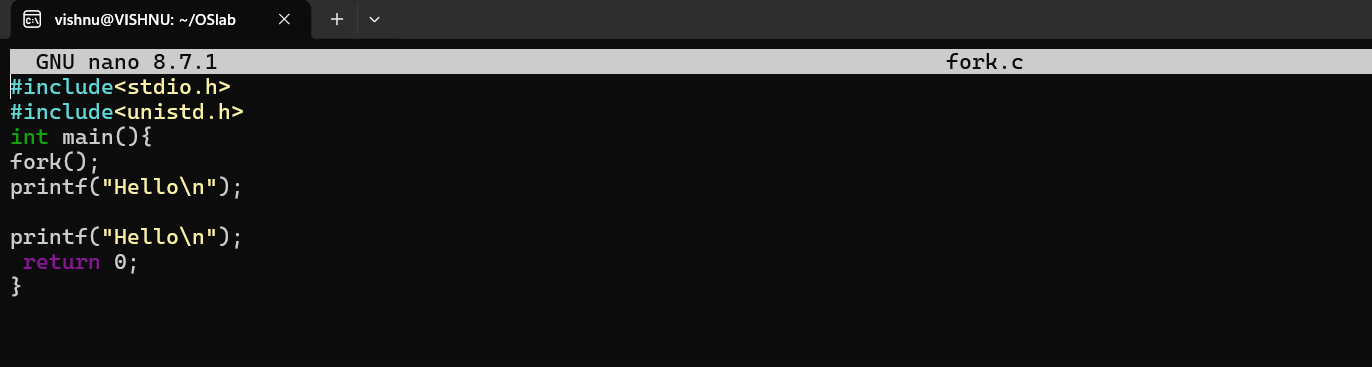 vishnu@VISHNU: ~/OSlab
GNU nano 8.7.1 fork.c
#include<stdio.h>
#include<unistd.h>
int main(){
fork();
printf("Hello\n");
printf("Hello\n");
 return 0;
}